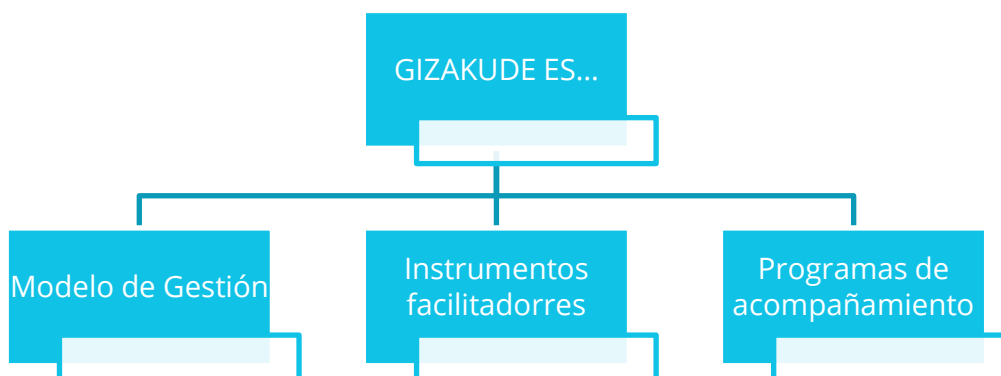 GIZAKUDE ES...
Modelo de Gestión
Instrumentos
facilitadorres
Programas de
acompañamiento